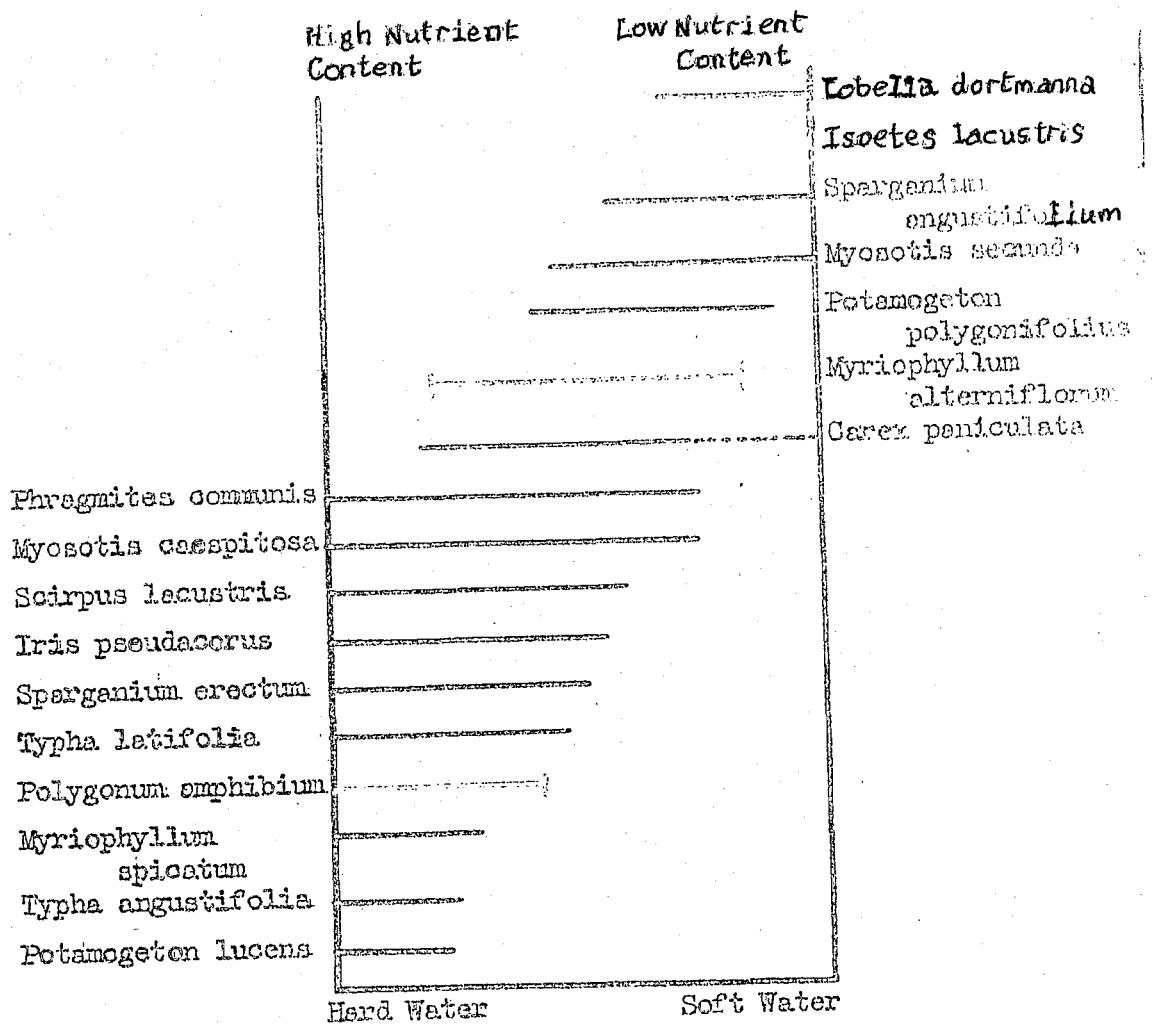 High Nutrient
Content
Low Nutrient
Content
Lobelia dortmanna
Isoetes lacustris
Sparganium
angustifolium
Myosotis secunda
Potamogeton
polygonifolius
Myriophyllum
alterniflorum
Carex paniculata
Phragmites communis
Myosotis caespitosa
Scirpus lacustris
Iris pseudacorus
Sparganium erectum
Typha latifolia
Polygonum amphibium
Myriophyllum
spicatum
Typha angustifolia
Potamogeton lucens
Hard Water
Soft Water